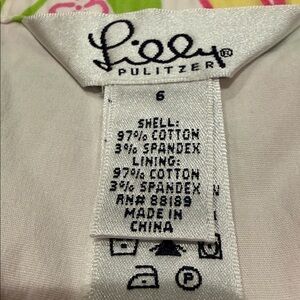 Lilly®
PULITZER
6
SHELL:
97% COTTON
3% SPANDEX
LINING:
97% COTTON
3% SPANDEX
RN# 88189
MADE IN
CHINA
P